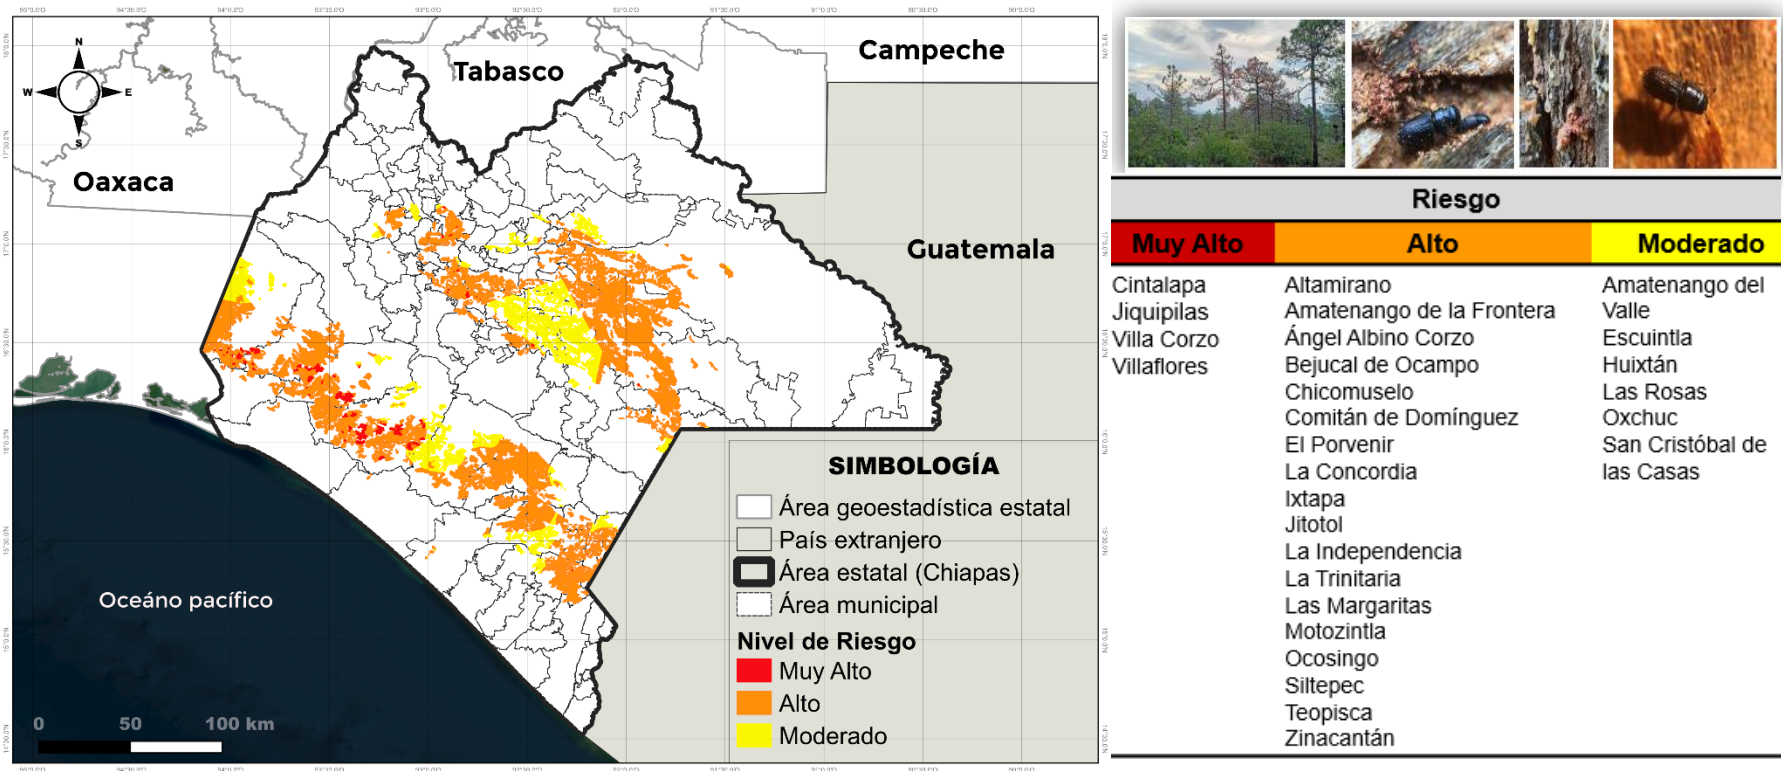 Campeche
Tabasco
N
W
E
S
Oaxaca
Guatemala
Oceáno pacífico
0 50 100 km
SIMBOLOGÍA
Área geoestadística estatal
País extranjero
Área estatal (Chiapas)
Área municipal
Nivel de Riesgo
Muy Alto
Alto
Moderado
Riesgo
Muy Alto
Alto
Moderado
Cintalapa
Jiquipilas
Villa Corzo
Villaflores
Altamirano
Amatenango de la Frontera
Ángel Albino Corzo
Bejucal de Ocampo
Chicomuselo
Comitán de Domínguez
El Porvenir
La Concordia
Ixtapa
Jitotol
La Independencia
La Trinitaria
Las Margaritas
Motozintla
Ocosingo
Siltepec
Teopisca
Zinacantán
Amatenango del
Valle
Escuintla
Huixtán
Las Rosas
Oxchuc
San Cristóbal de
las Casas